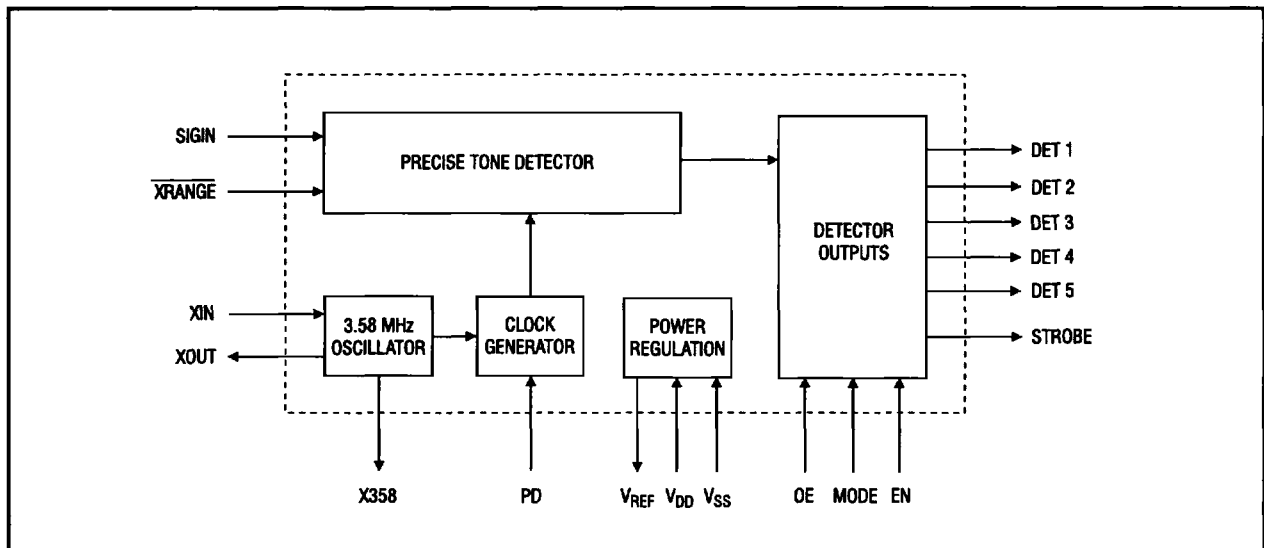 SIGIN
XRANGE
PRECISE TONE DETECTOR
DETECTOR
OUTPUTS
DET 1
DET 2
DET 3
DET 4
DET 5
STROBE
XIN
XOUT
3.58 MHz
OSCILLATOR
CLOCK
GENERATOR
POWER
REGULATION
X358
PD
VREF
VDD
VSS
OE
MODE
EN